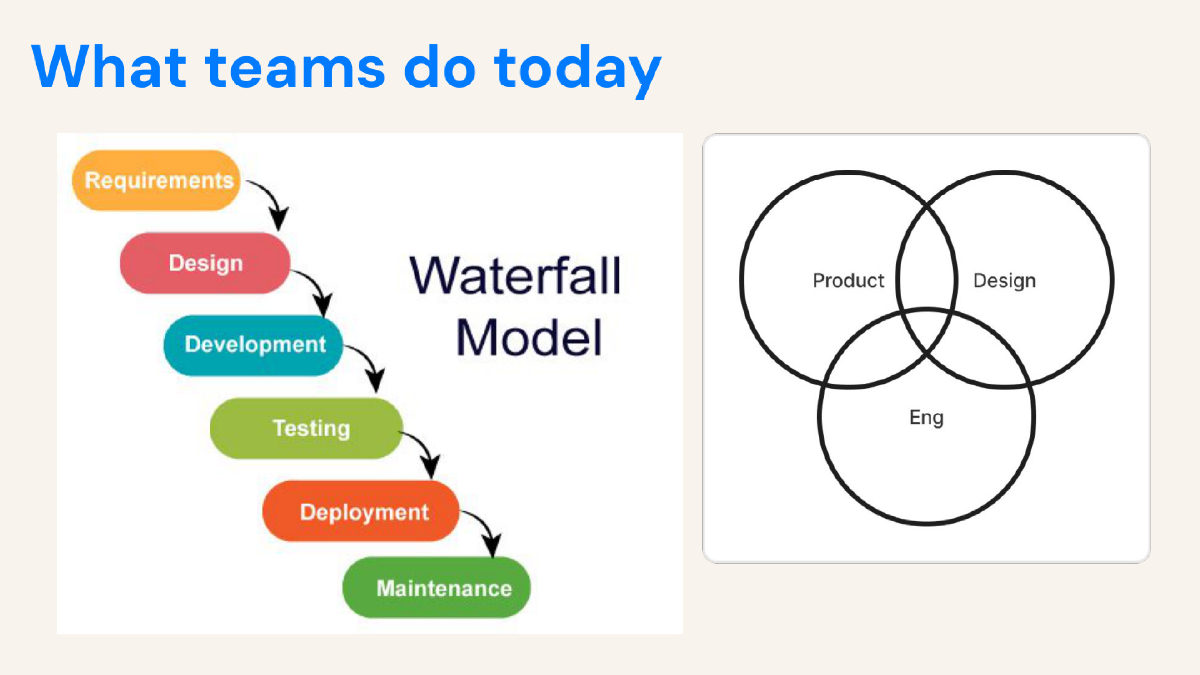 What teams do today
Requirements
Design
Development
Testing
Deployment
Maintenance
Waterfall
Model
Product
Design
Eng